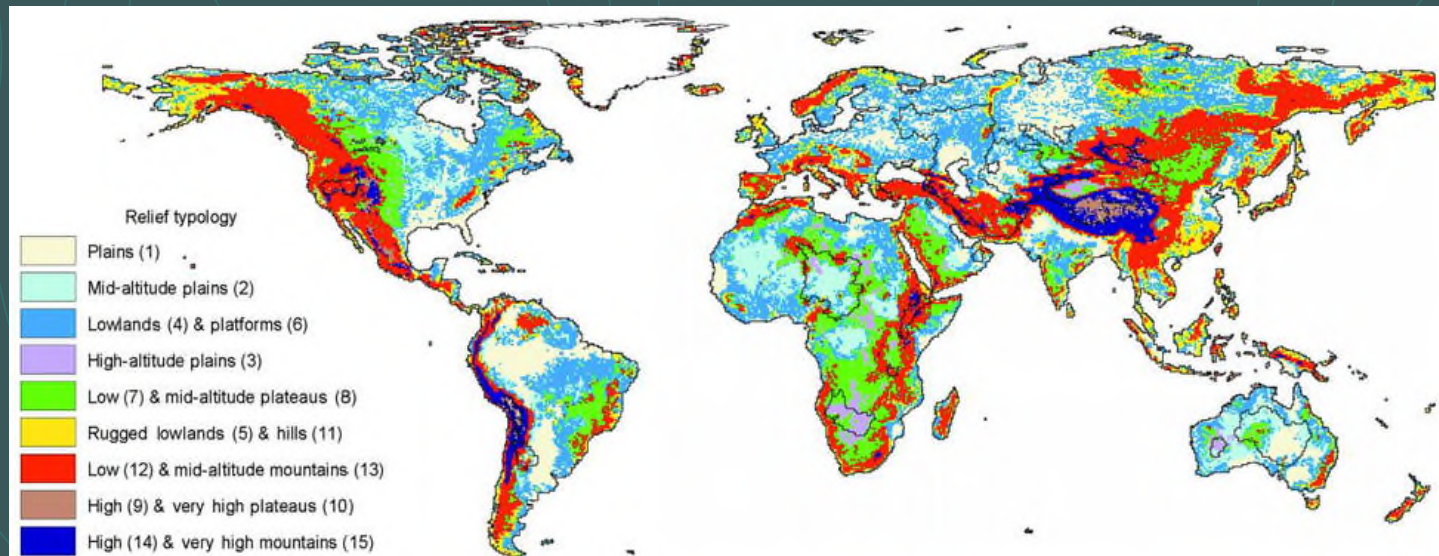 Relief typology
Plains (1)
Mid-altitude plains (2)
Lowlands (4) & platforms (6)
High-altitude plains (3)
Low (7) & mid-altitude plateaus (8)
Rugged lowlands (5) & hills (11)
Low (12) & mid-altitude mountains (13)
High (9) & very high plateaus (10)
High (14) & very high mountains (15)